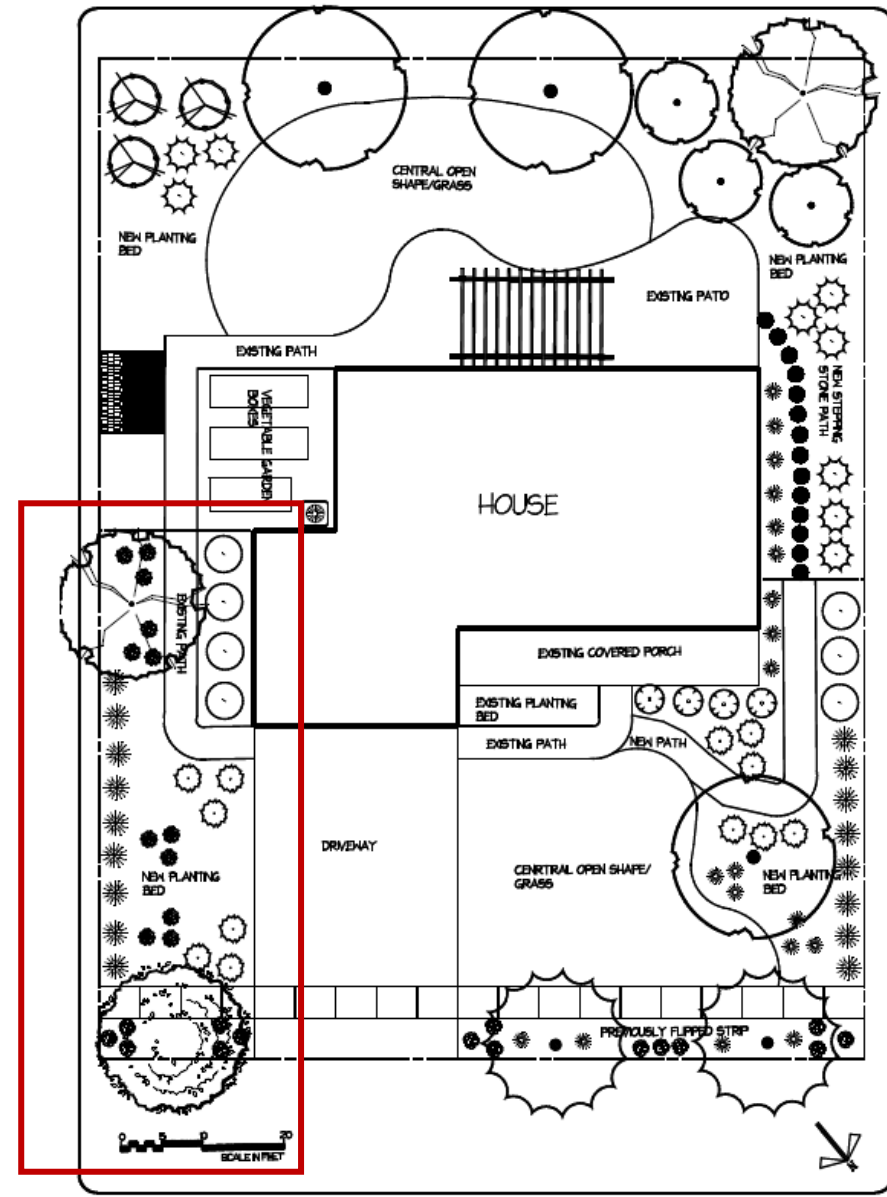 CENTRAL OPEN
SHAPE/GRASS
NEW PLANTING
BED
NEW PLANTING
BED
EXISTING PATIO
EXISTING PATH
NEW STEPPING
STONE PATH
VEGETABLE GARDEN
BOXES
HOUSE
EXISTING PATH
EXISTING COVERED PORCH
EXISTING PLANTING
BED
EXISTING PATH
NEW PATH
DRIVEWAY
CENRTRAL OPEN SHAPE/
GRASS
NEW PLANTING
BED
NEW PLANTING
BED
PREVIOUSLY FLIPPED STRIP
0 5 10 20
SCALE IN FEET